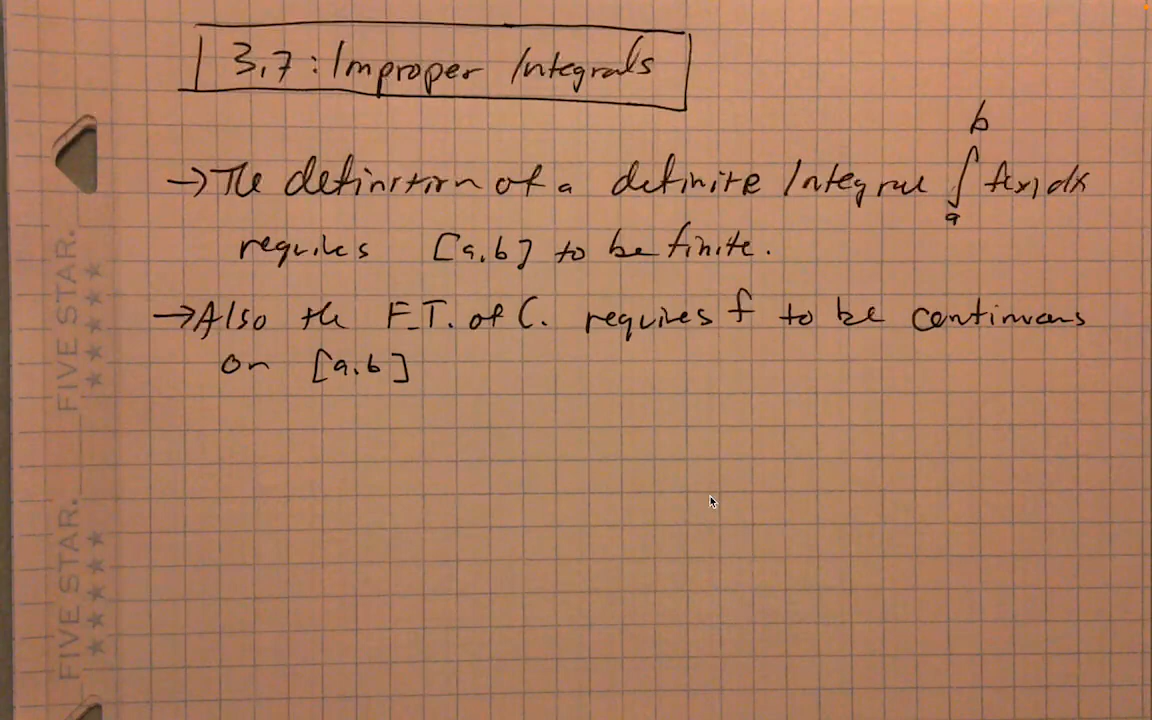 3.7: Improper Integrals
→ The definition of a definite Integral ∫_a^b f(x) dx
requires [a,b] to be finite.
→ Also the F.T. of C. requires f to be continuous
on [a,b]
FIVE STAR.
★★★★★
FIVE STAR.
★★★★★